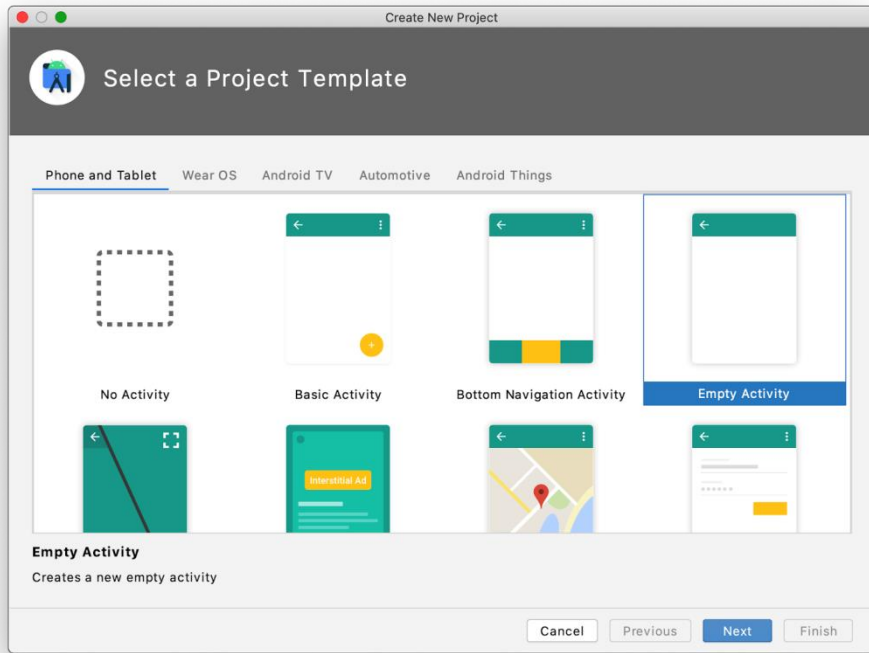 Create New Project
Select a Project Template
Phone and Tablet Wear OS Android TV Automotive Android Things
No Activity Basic Activity Bottom Navigation Activity Empty Activity
Interstitial Ad
Empty Activity
Creates a new empty activity
Cancel Previous Next Finish